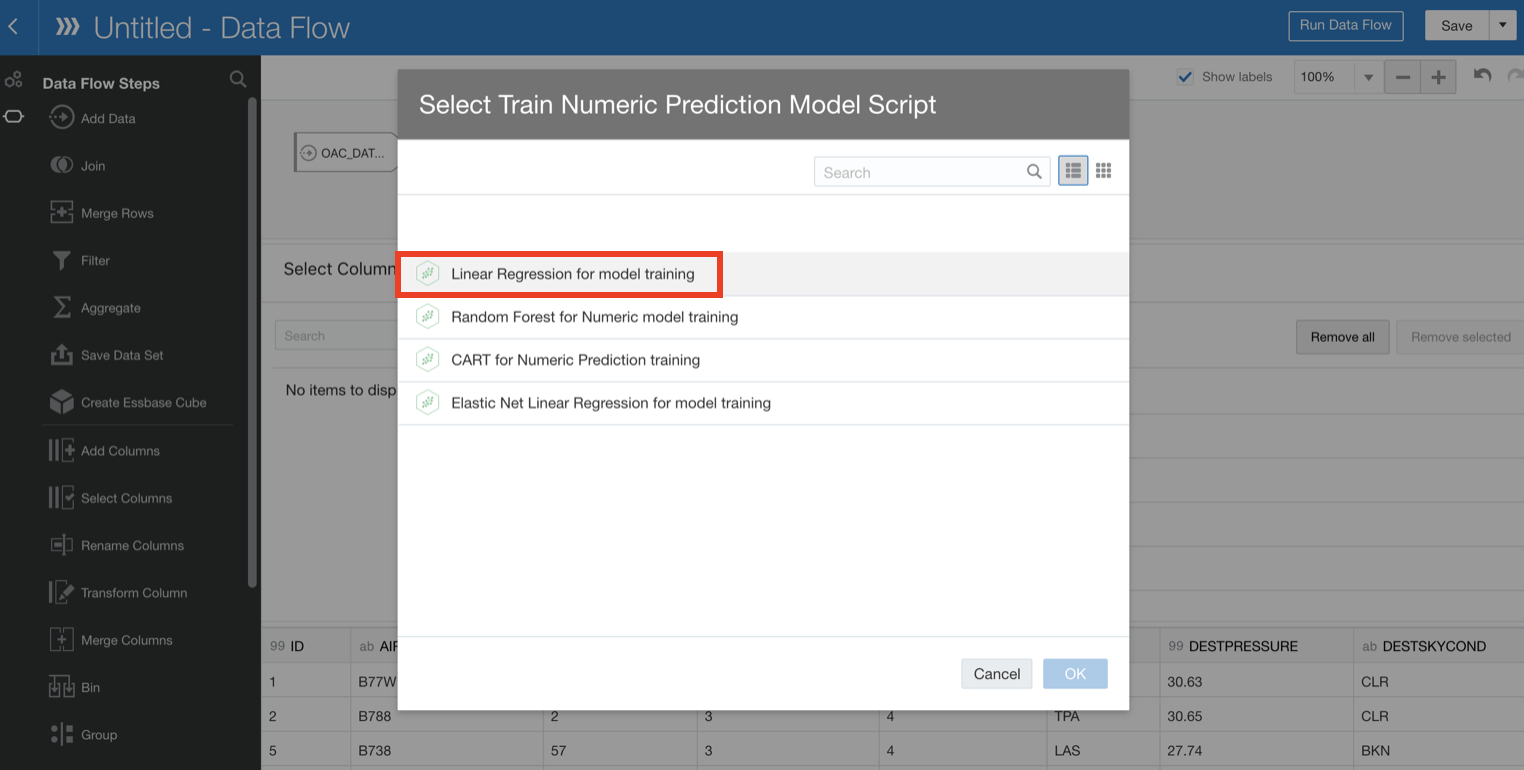 Untitled - Data Flow
Run Data Flow
Save
Data Flow Steps
Add Data
Join
Merge Rows
Filter
Aggregate
Save Data Set
Create Essbase Cube
Add Columns
Select Columns
Rename Columns
Transform Column
Merge Columns
Bin
Group
Show labels
100%
OAC_DAT...
Select Column
Search
Remove all
Remove selected
No items to disp
Select Train Numeric Prediction Model Script
Search
Linear Regression for model training
Random Forest for Numeric model training
CART for Numeric Prediction training
Elastic Net Linear Regression for model training
Cancel
OK
99 ID ab AIR 99 DESTPRESSURE ab DESTSKYCOND
1 B77W 30.63 CLR
2 B788 2 3 4 TPA 30.65 CLR
5 B738 57 3 4 LAS 27.74 BKN